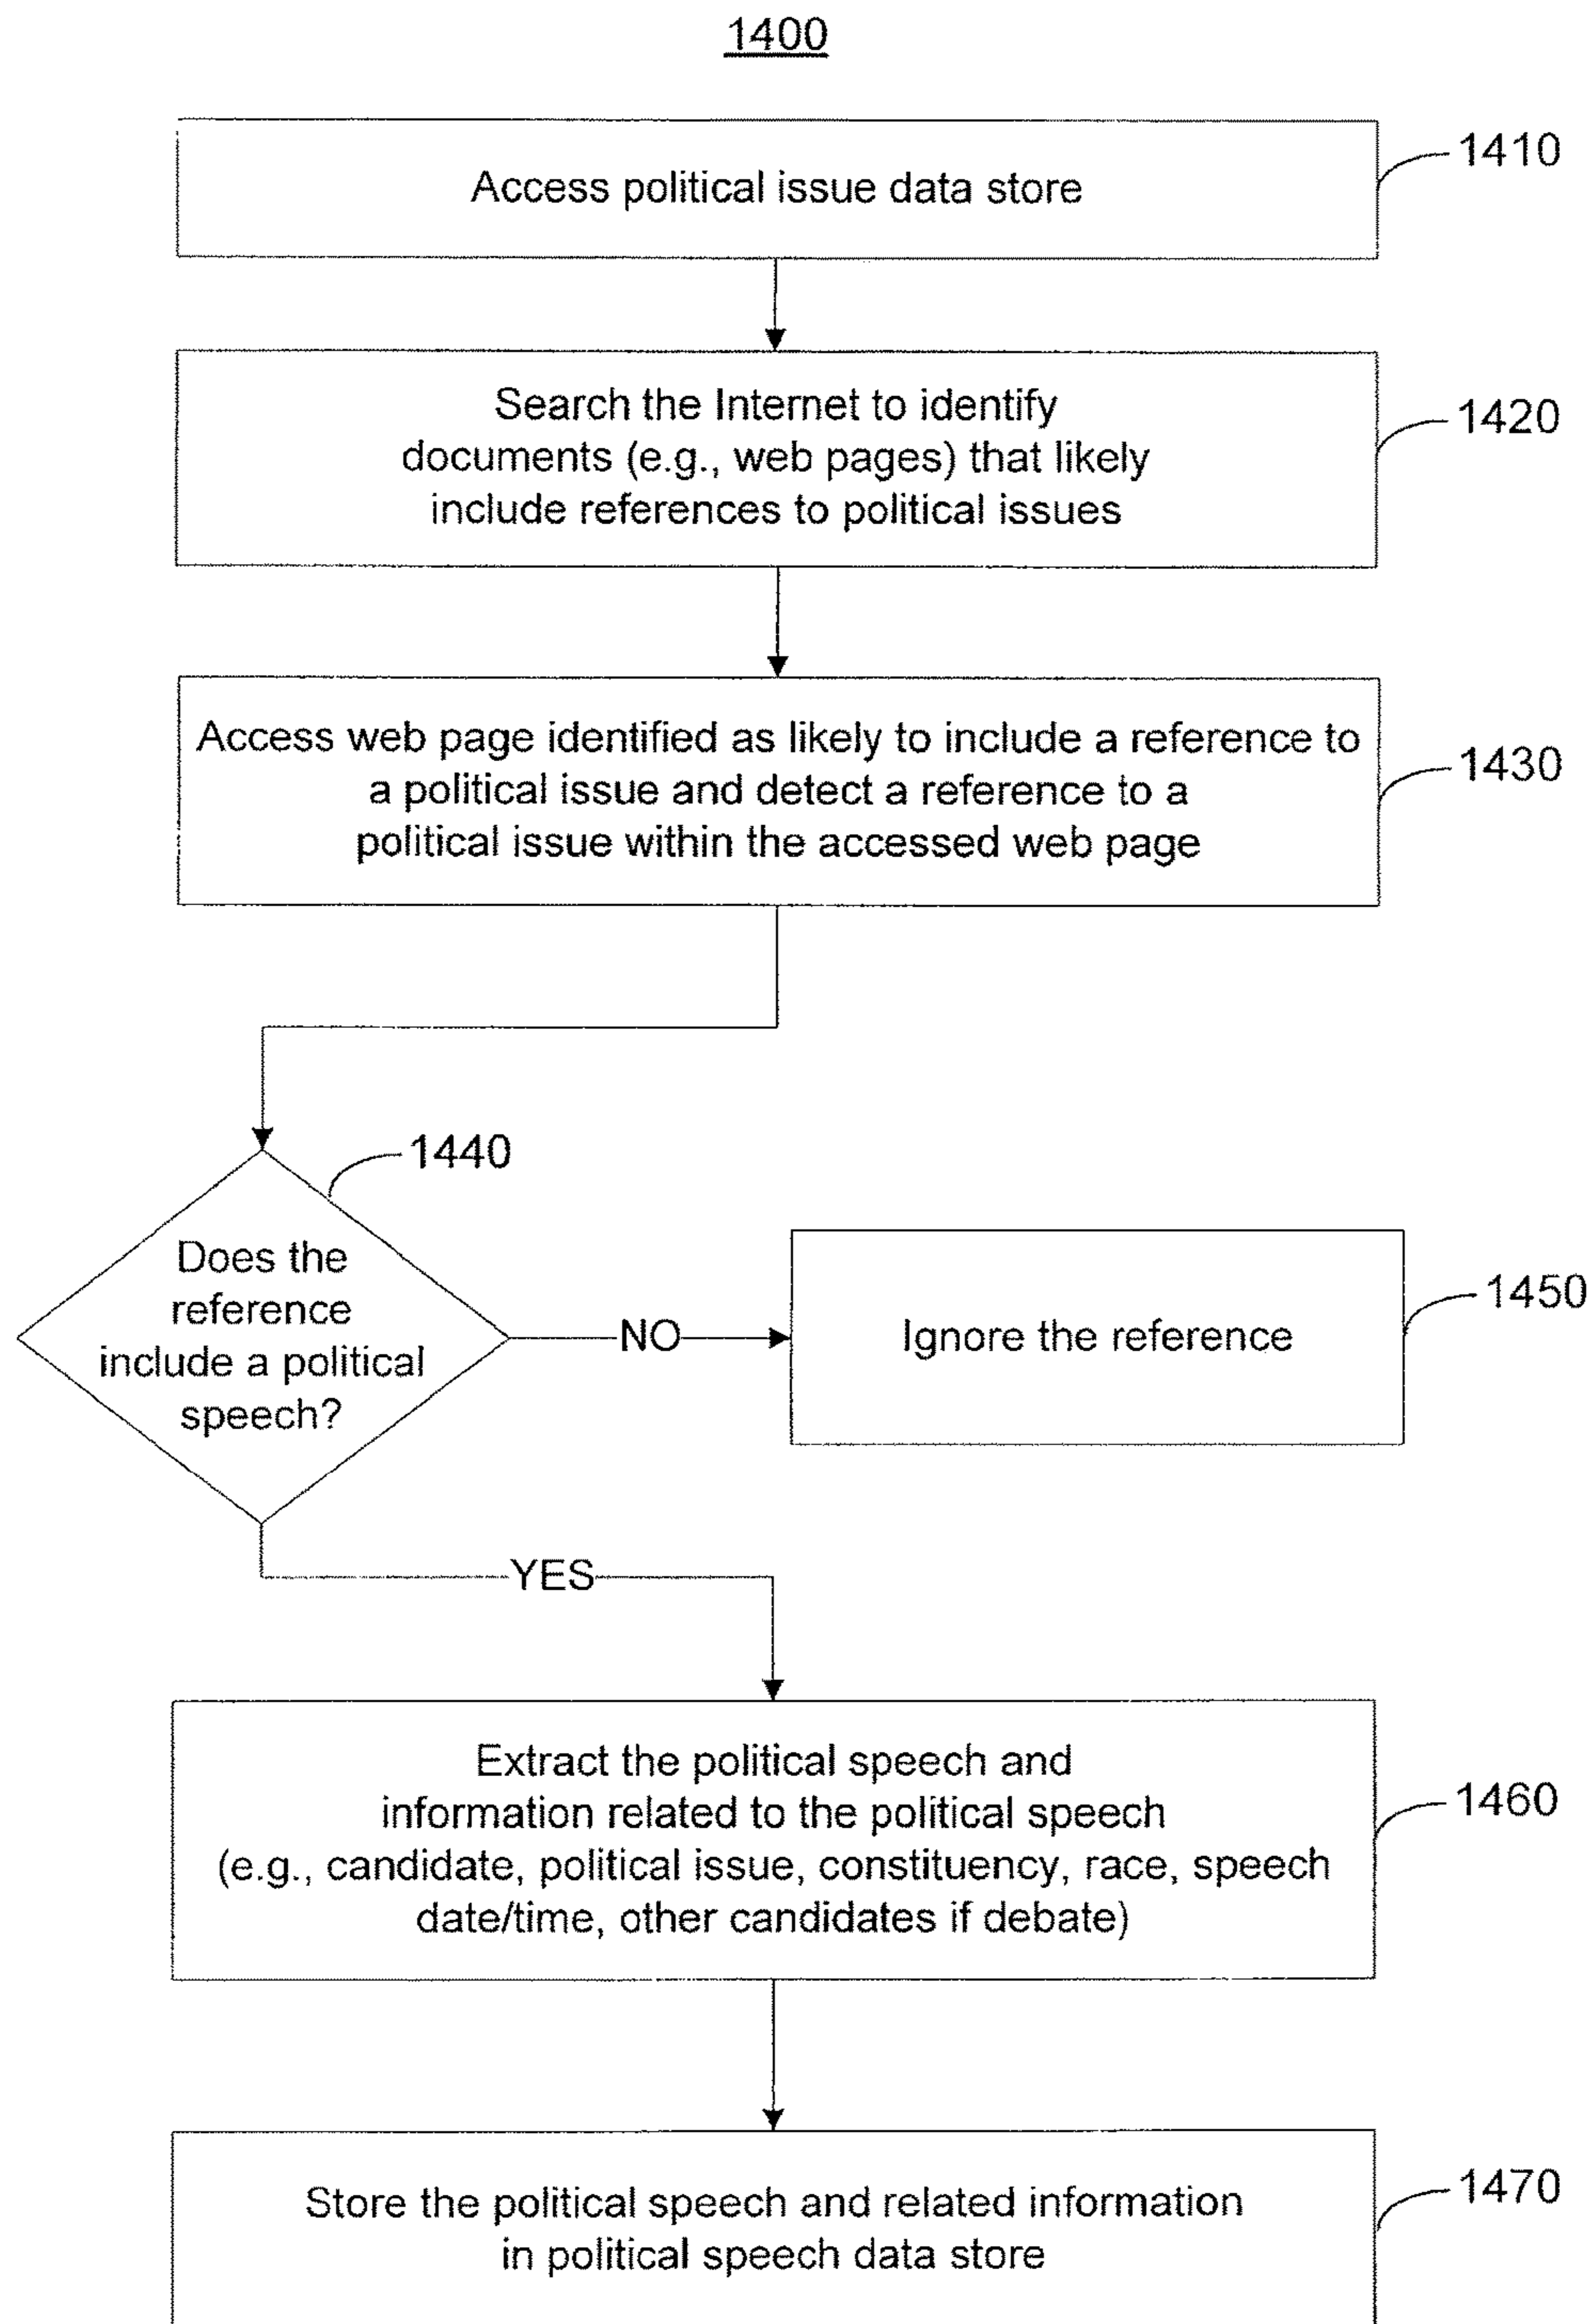 1400
Access political issue data store
1410
Search the Internet to identify
documents (e.g., web pages) that likely
include references to political issues
1420
Access web page identified as likely to include a reference to
a political issue and detect a reference to a
political issue within the accessed web page
1430
1440
Does the
reference
include a political
speech?
NO
Ignore the reference
1450
YES
Extract the political speech and
information related to the political speech
(e.g., candidate, political issue, constituency, race, speech
date/time, other candidates if debate)
1460
Store the political speech and related information
in political speech data store
1470